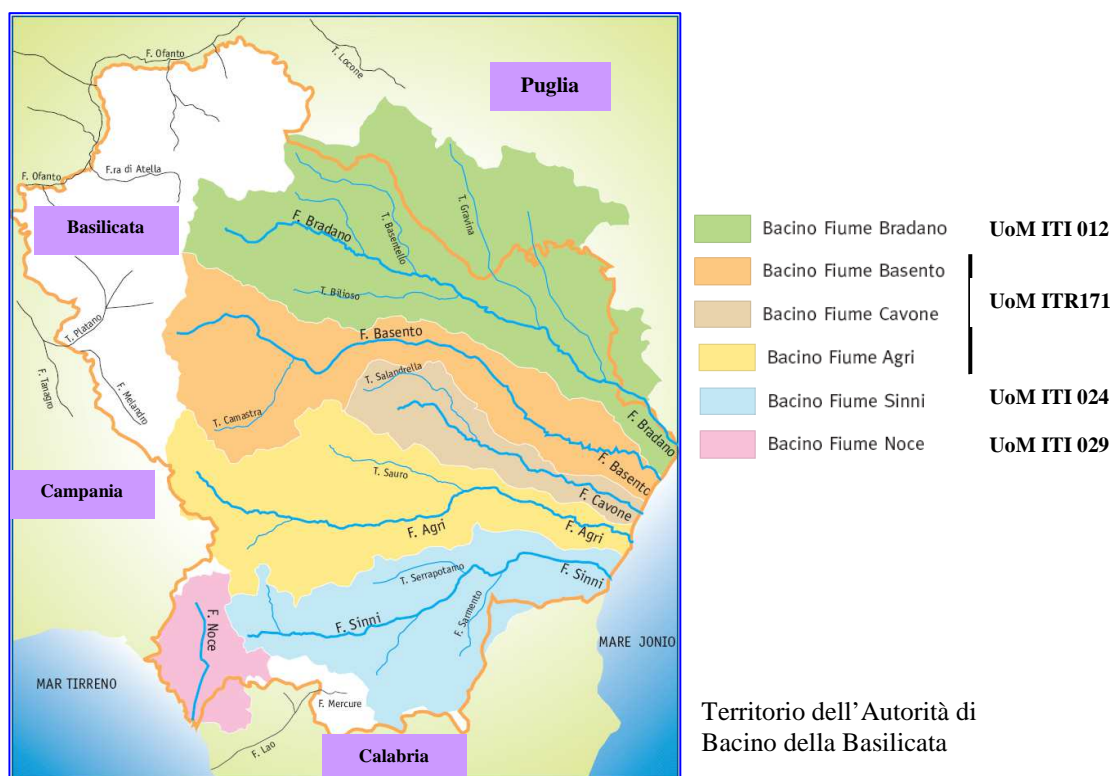 F. Ofanto
T. Locone
Puglia
F.ra di Atella
F. Ofanto
Basilicata
F. Bradano
T. Basentello
T. Gravina
T. Bilioso
T. Platano
F. Basento
F. Tanagro
F. Melandro
T. Salandrella
T. Camastra
F. Bradano
F. Basento
Campania
T. Sauro
F. Cavone
F. Agri
F. Agri
T. Serrapotamo
F. Sinni
F. Noce
F. Sinni
F. Sarmento
MARE JONIO
MAR TIRRENO
F. Mercure
F. Lao
Calabria
Bacino Fiume Bradano UoM ITI 012
Bacino Fiume Basento
Bacino Fiume Cavone UoM ITR171
Bacino Fiume Agri
Bacino Fiume Sinni UoM ITI 024
Bacino Fiume Noce UoM ITI 029
Territorio dell’Autorità di
Bacino della Basilicata